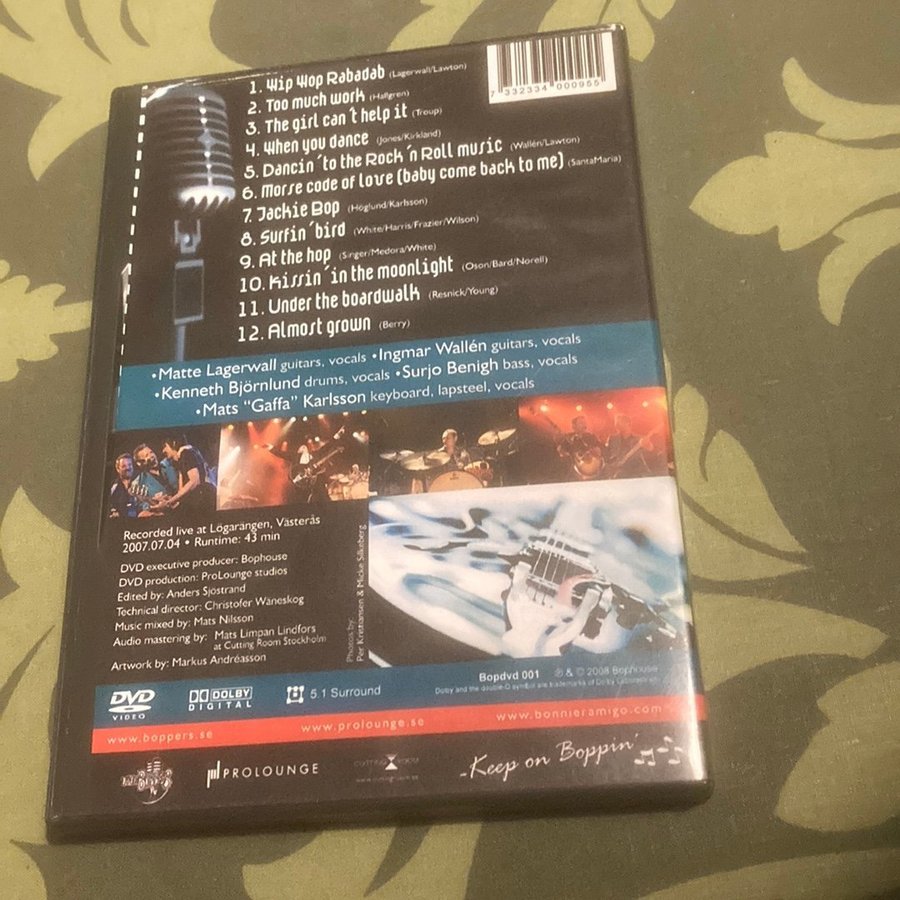 1. Hip Hop Rabadab (Lagerwall/Lawton)
2. Too much work (Hallgren)
3. The girl can´t help it (Troup)
4. When you dance (Jones/Kirkland)
5. Dancin´to the Rock´n Roll music (Wallén/Lawton)
6. Morse code of love (baby come back to me) (SantaMaria)
7. Jackie Bop (Höglund/Karlsson)
8. Surfin´bird (White/Harris/Frazier/Wilson)
9. At the hop (Singer/Medora/White)
10. Kissin´in the moonlight (Oson/Bard/Norell)
11. Under the boardwalk (Resnick/Young)
12. Almost grown (Berry)
7 332334 000955
•Matte Lagerwall guitars, vocals •Ingmar Wallén guitars, vocals
•Kenneth Björnlund drums, vocals •Surjo Benigh bass, vocals
•Mats "Gaffa" Karlsson keyboard, lapsteel, vocals
Recorded live at Lögarängen, Västerås
2007.07.04 • Runtime: 43 min
DVD executive producer: Bophouse
DVD production: ProLounge studios
Edited by: Anders Sjöstrand
Technical director: Christofer Wäneskog
Music mixed by: Mats Nilsson
Audio mastering by: Mats Limpan Lindfors
at Cutting Room Stockholm
Artwork by: Markus Andréasson
Photos by:
Per Kristiansen & Micke Silkeberg
DVD
VIDEO
DOLBY
DIGITAL
5.1 Surround
Bopdvd 001
℗ & © 2008 Bophouse
Dolby and the double-D symbol are trademarks of Dolby Laboratories
www.boppers.se
www.prolounge.se
www.bonnieramigo.com
PROLOUNGE
-Keep on Boppin´